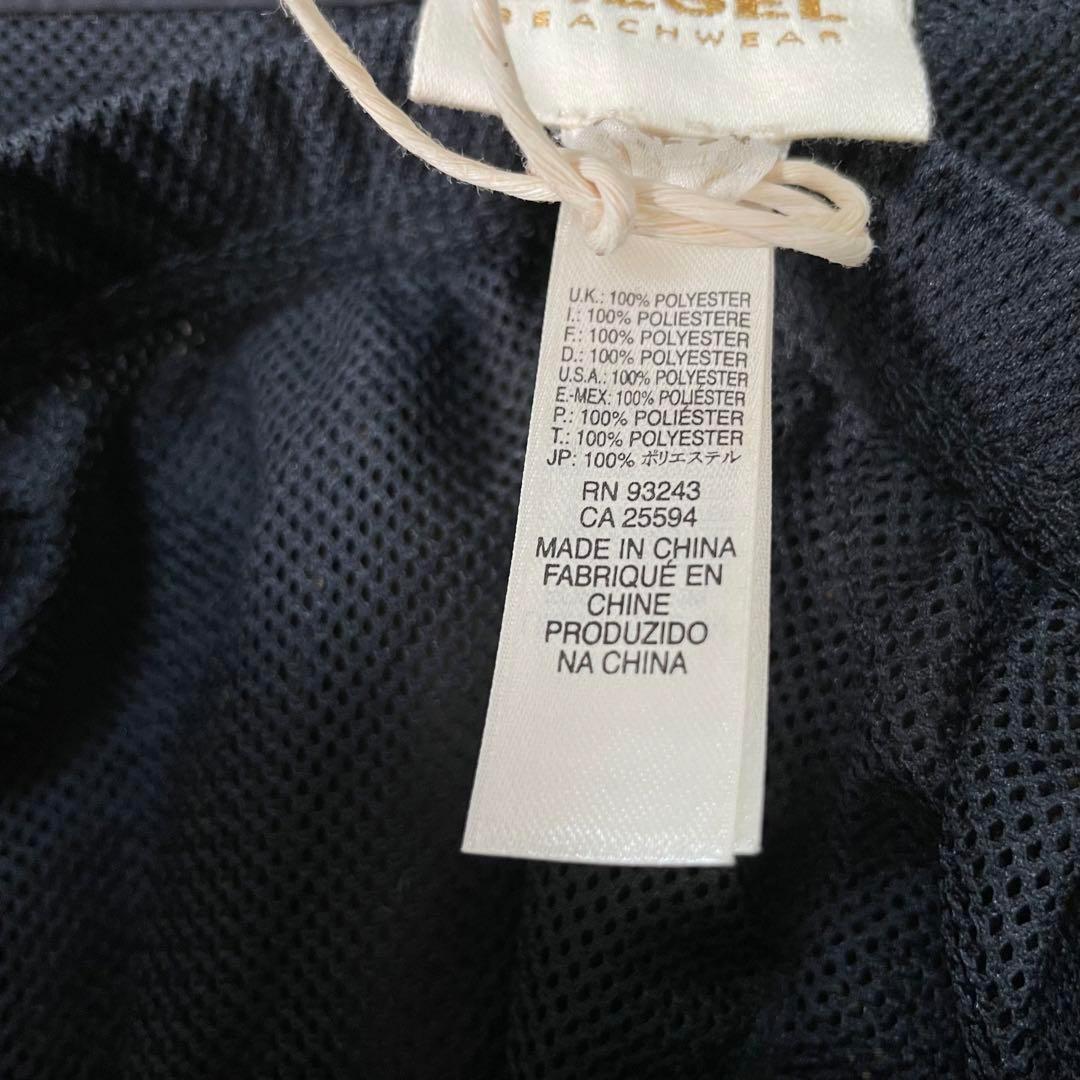 BEACHWEAR
U.K.: 100% POLYESTER
I.: 100% POLIESTERE
F.: 100% POLYESTER
D.: 100% POLYESTER
U.S.A.: 100% POLYESTER
E.-MEX: 100% POLIÉSTER
P.: 100% POLIÉSTER
T.: 100% POLYESTER
JP: 100% ポリエステル
RN 93243
CA 25594
MADE IN CHINA
FABRIQUÉ EN
CHINE
PRODUZIDO
NA CHINA